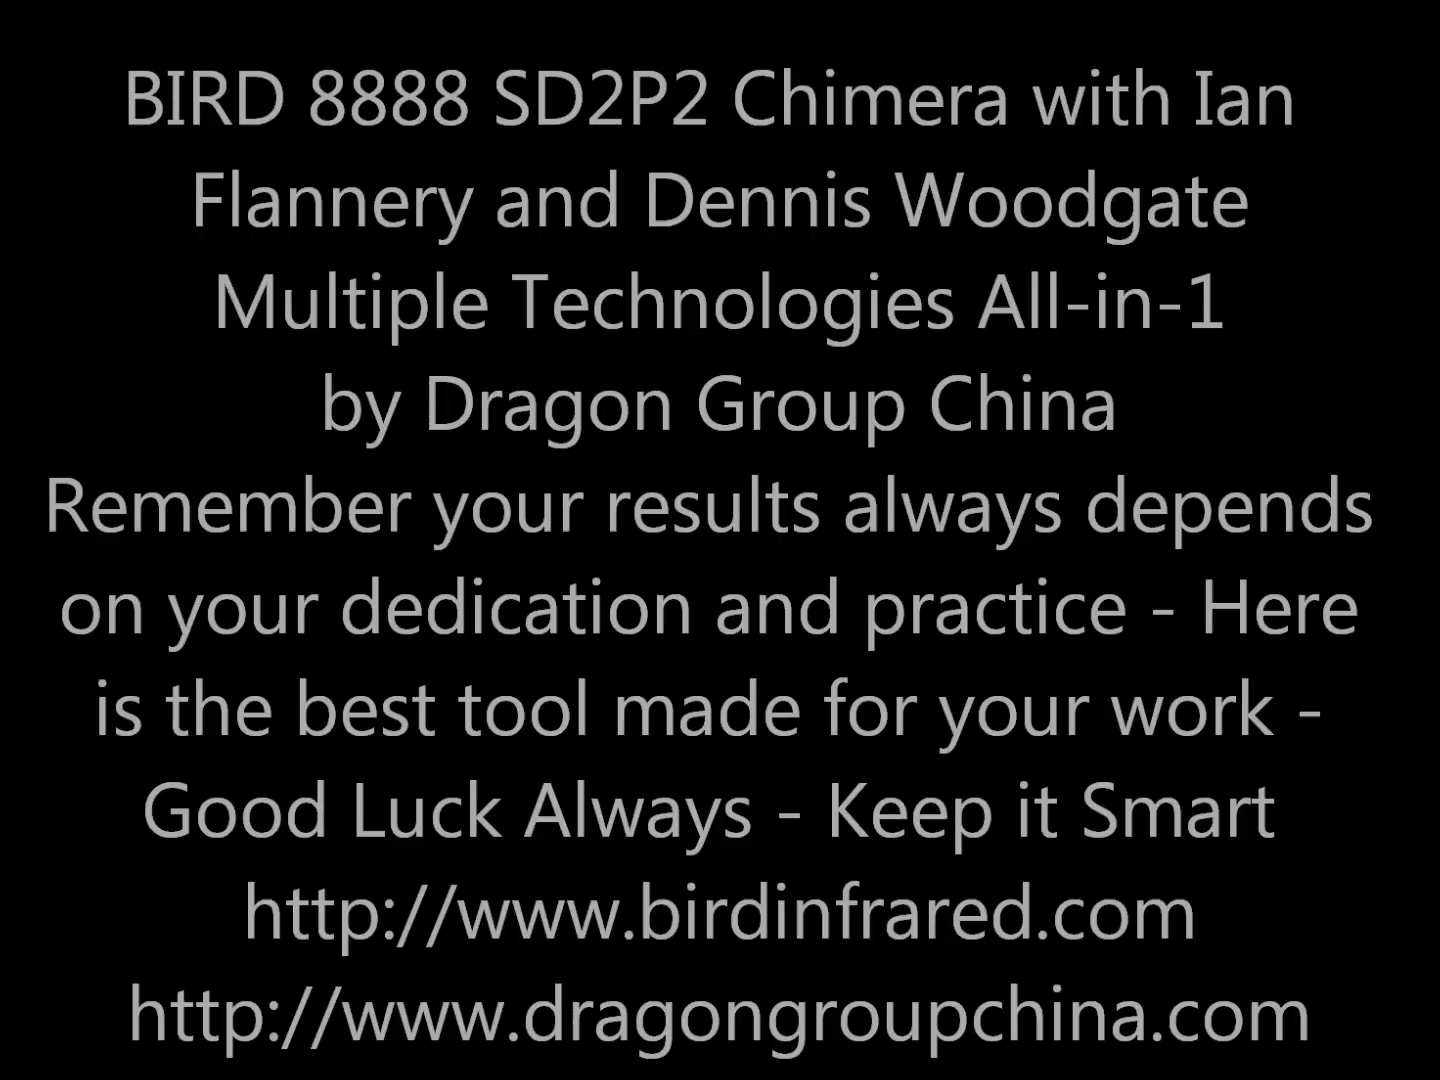 BIRD 8888 SD2P2 Chimera with Ian
Flannery and Dennis Woodgate
Multiple Technologies All-in-1
by Dragon Group China
Remember your results always depends
on your dedication and practice - Here
is the best tool made for your work -
Good Luck Always - Keep it Smart
http://www.birdinfrared.com
http://www.dragongroupchina.com